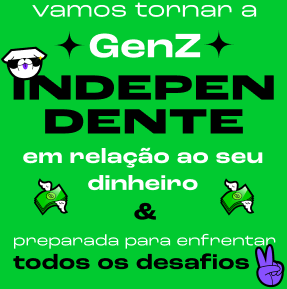 vamos tornar a
GenZ
INDEPEN
DENTE
em relação ao seu
dinheiro
&
preparada para enfrentar
todos os desafios